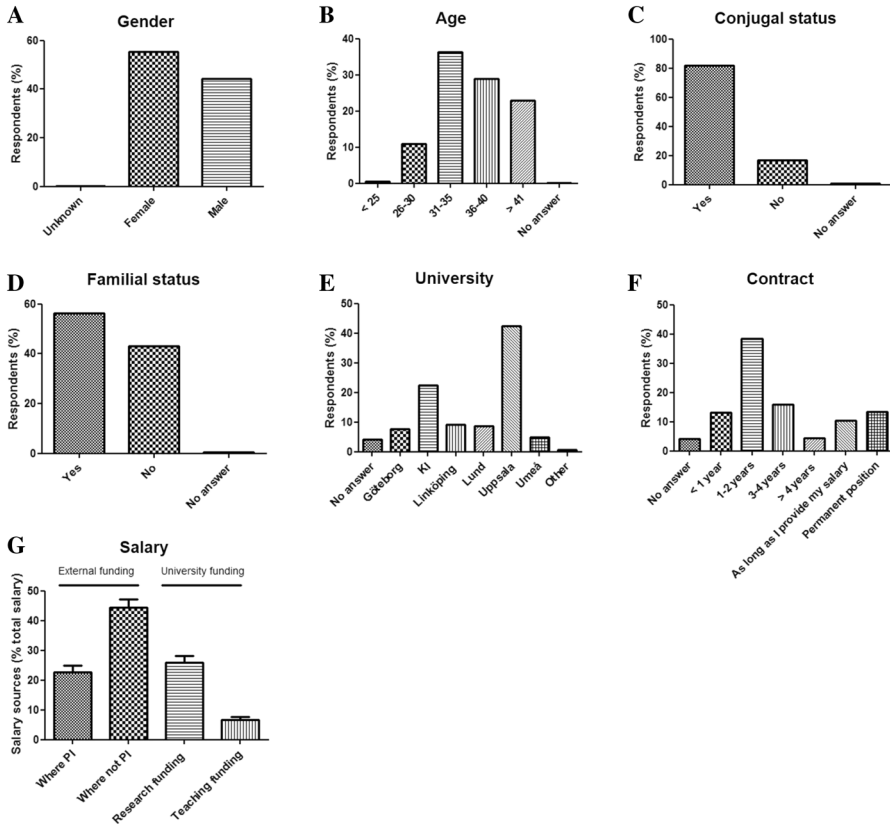 A
Gender
Respondents (%)
60
40
20
0
Unknown
Female
Male
B
Age
Respondents (%)
40
30
20
10
0
< 25
26-30
31-35
36-40
> 41
No answer
C
Conjugal status
Respondents (%)
100
80
60
40
20
0
Yes
No
No answer
D
Familial status
Respondents (%)
60
40
20
0
Yes
No
No answer
E
University
Respondents (%)
50
40
30
20
10
0
No answer
Göteborg
KI
Linköping
Lund
Uppsala
Umeå
Other
F
Contract
Respondents (%)
50
40
30
20
10
0
No answer
< 1 year
1-2 years
3-4 years
> 4 years
As long as I provide my salary
Permanent position
G
Salary
External funding
University funding
Salary sources (% total salary)
50
40
30
20
10
0
Where PI
Where not PI
Research funding
Teaching funding